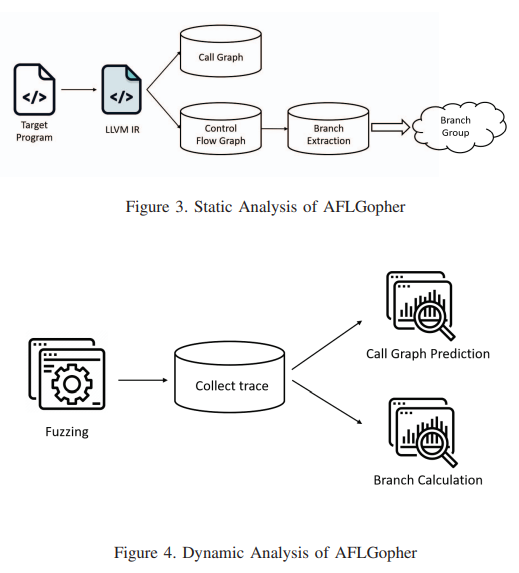 Call Graph
</>
</>
Target
Program
LLVM IR
Control
Flow Graph
Branch
Extraction
Branch
Group
Figure 3. Static Analysis of AFLGopher
Fuzzing
Collect trace
Call Graph Prediction
Branch Calculation
Figure 4. Dynamic Analysis of AFLGopher